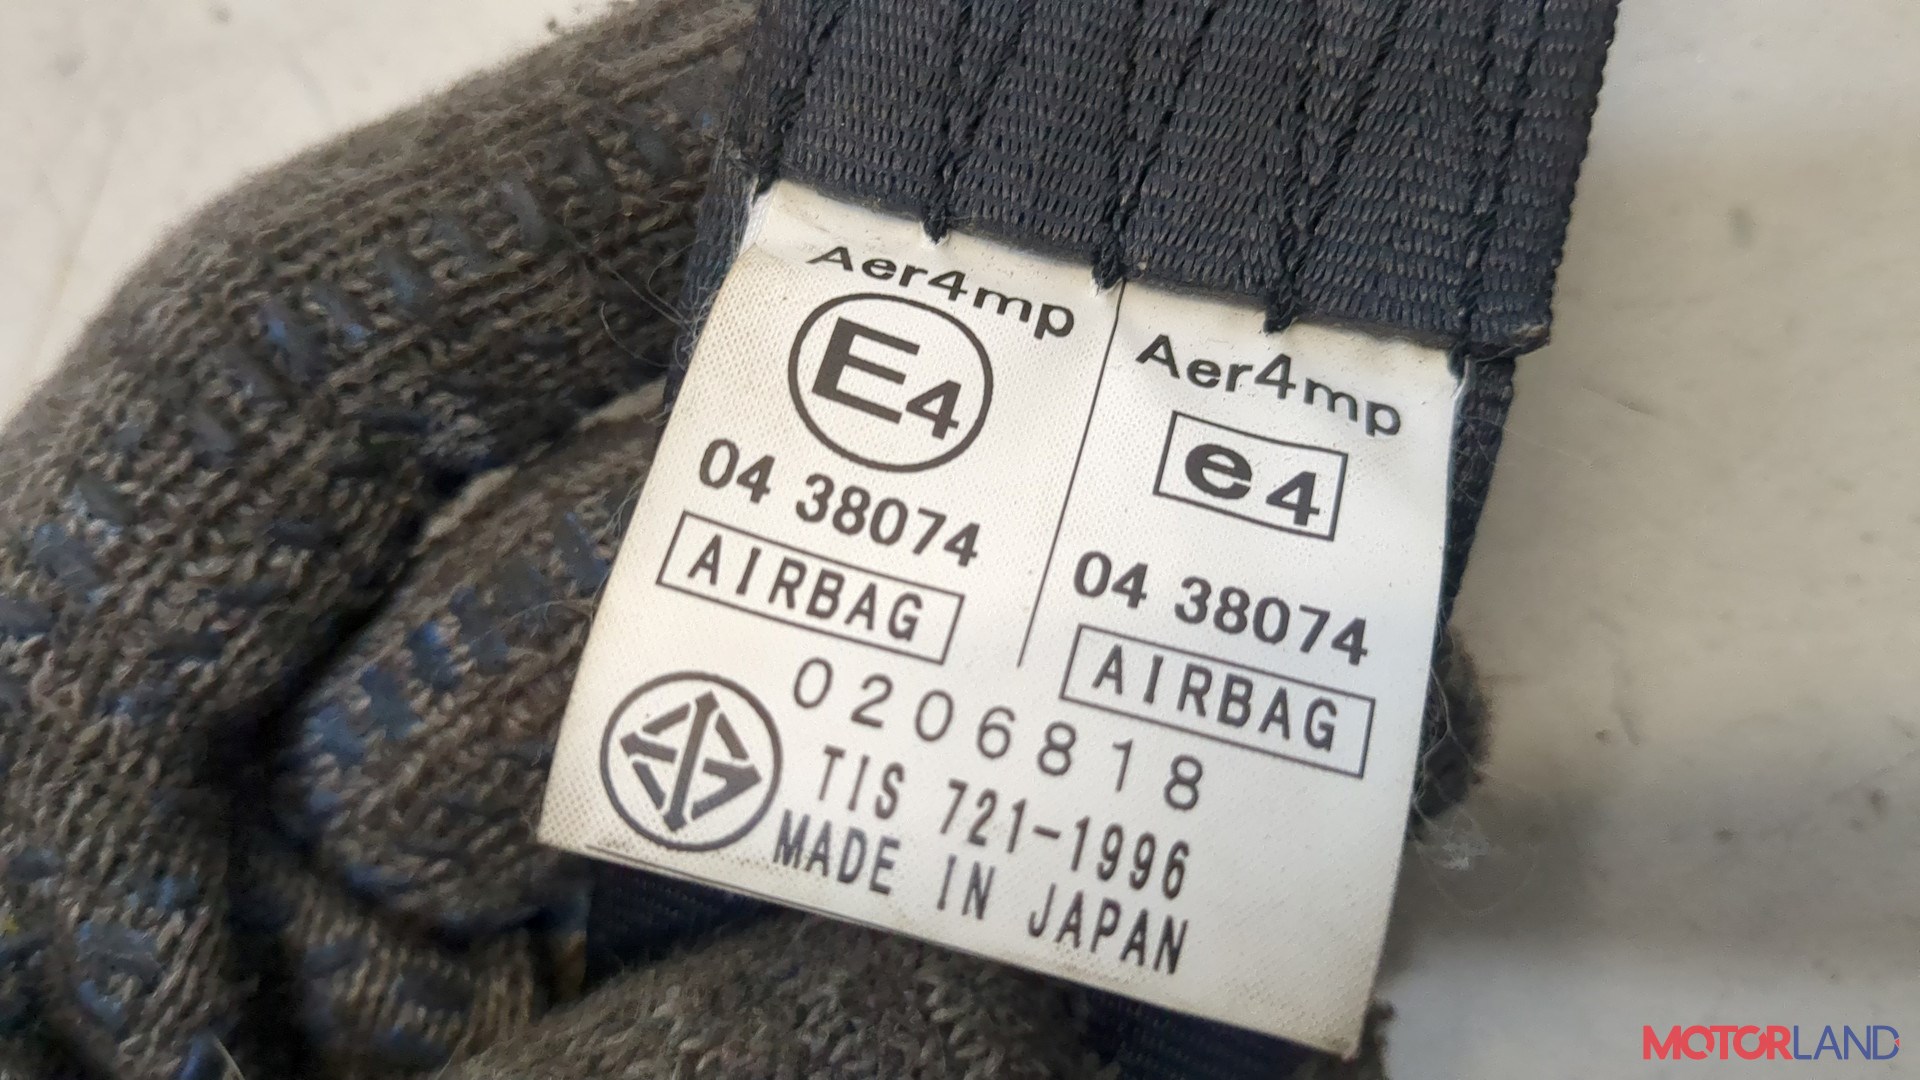 Aer4mp
E4
04 38074
AIRBAG
Aer4mp
e4
04 38074
AIRBAG
0206818
TIS 721-1996
MADE IN JAPAN
MOTORLAND